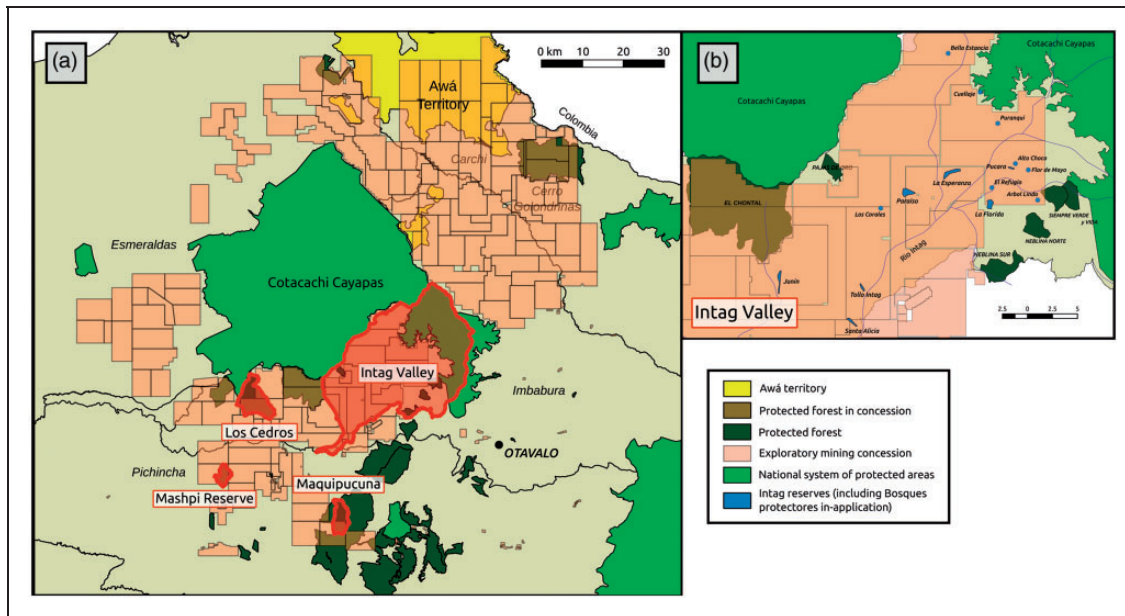 (a)
0 km 10 20 30
Awá
Territory
Colombia
Carchi
Cerro
Golondrinas
Esmeraldas
Cotacachi Cayapas
Intag Valley
Imbabura
Los Cedros
OTAVALO
Pichincha
Mashpi Reserve
Maquipucuna
(b)
Bella Estancia
Cotacachi Cayapas
Cuellaje
Cotacachi Cayapas
Puranqui
Alto Choco
Pucara
Flor de Mayo
La Esperanza
El Refugio
EL CHONTAL
Paraiso
Arbol Lindo
Los Corales
La Florida
SIEMPRE VERDE
y VIDA
NEBLINA NORTE
Rio Intag
NEBLINA SUR
Junin
Tollo Intag
Intag Valley
Santa Alicia
2.5 0 2.5 5
Awá territory
Protected forest in concession
Protected forest
Exploratory mining concession
National system of protected areas
Intag reserves (including Bosques
protectores in-application)